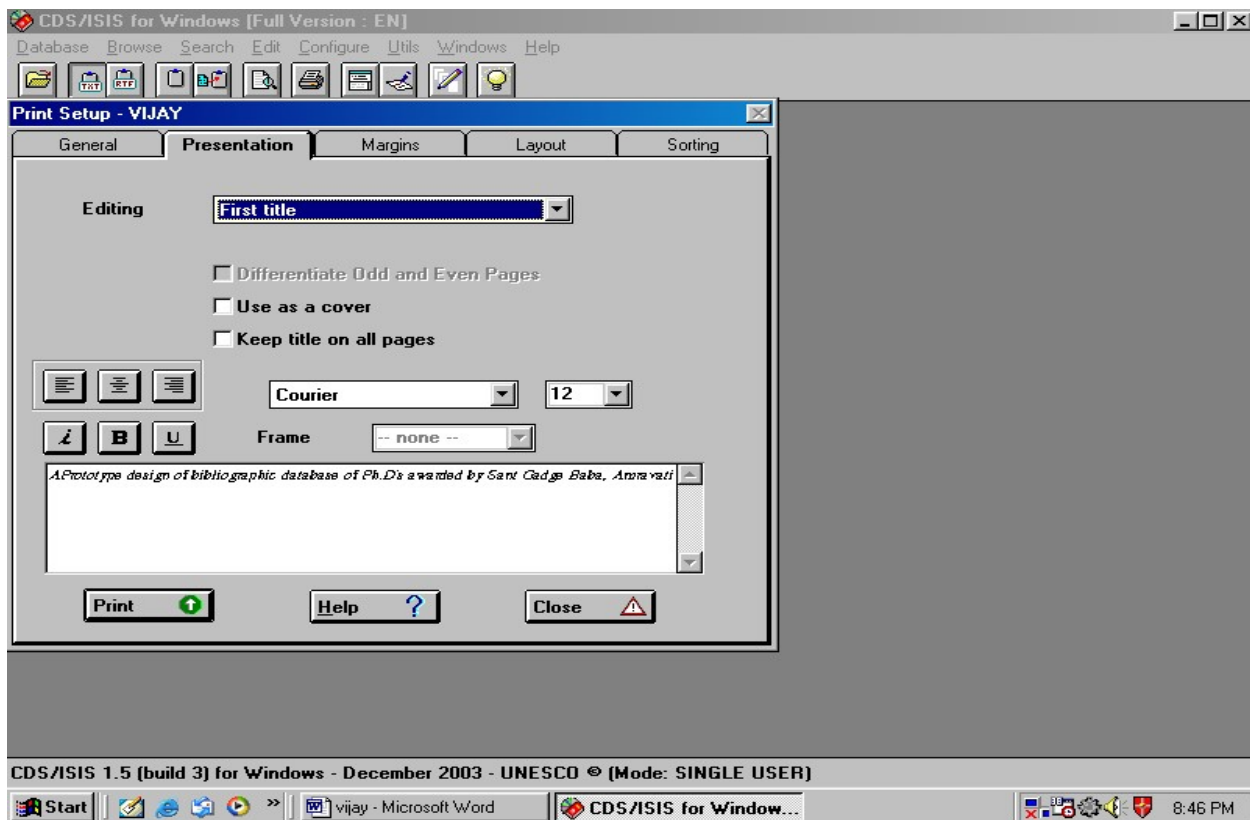 CDS/ISIS for Windows [Full Version : EN]
Database Browse Search Edit Configure Utils Windows Help
TXT RTF
Print Setup - VIJAY
General Presentation Margins Layout Sorting
Editing First title
Differentiate Odd and Even Pages
Use as a cover
Keep title on all pages
Courier 12
i B U Frame -- none --
A Prototype design of bibliographic database of Ph.D's awarded by Sant Gadge Baba, Amravati
Print Help ? Close
CDS/ISIS 1.5 (build 3) for Windows - December 2003 - UNESCO © (Mode: SINGLE USER)
Start » vijay - Microsoft Word CDS/ISIS for Window... 8:46 PM